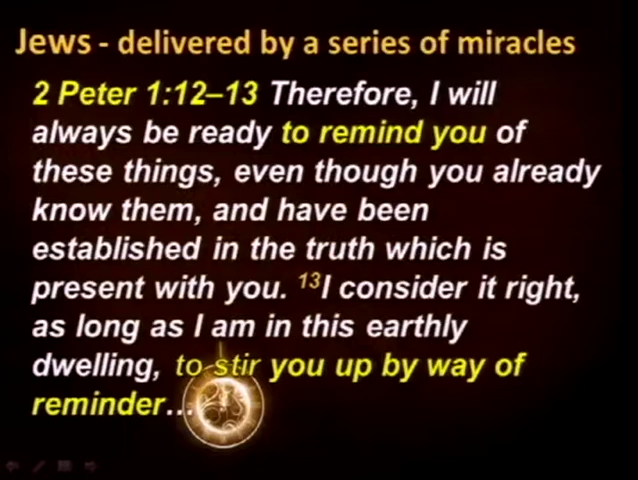 Jews - delivered by a series of miracles
2 Peter 1:12–13 Therefore, I will
always be ready to remind you of
these things, even though you already
know them, and have been
established in the truth which is
present with you. ¹³I consider it right,
as long as I am in this earthly
dwelling, to stir you up by way of
reminder...